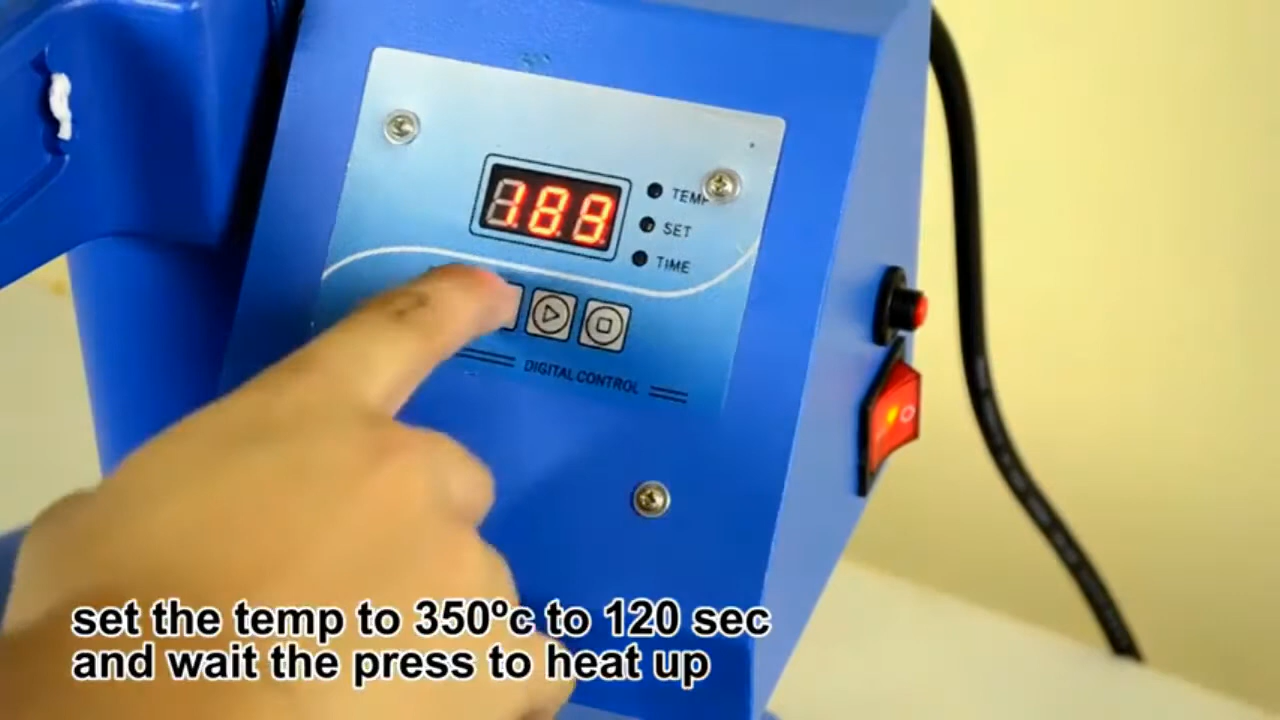 188
TEMP
SET
TIME
DIGITAL CONTROL
set the temp to 350ºc to 120 sec
and wait the press to heat up